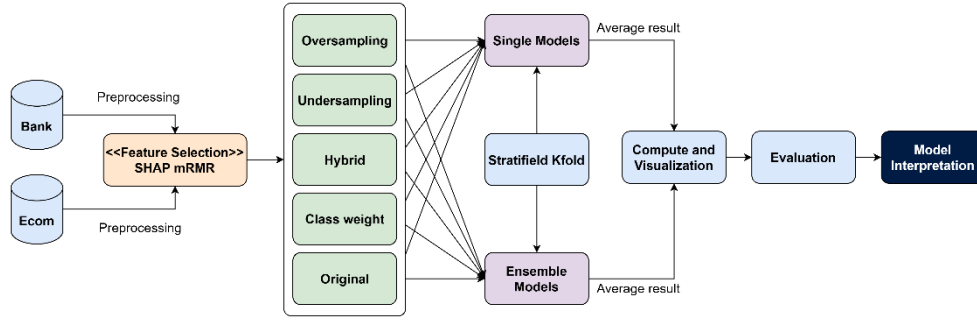 Bank
Preprocessing
Ecom
Preprocessing
<<Feature Selection>>
SHAP mRMR
Oversampling
Undersampling
Hybrid
Class weight
Original
Single Models
Stratifield Kfold
Ensemble
Models
Average result
Average result
Compute and
Visualization
Evaluation
Model
Interpretation